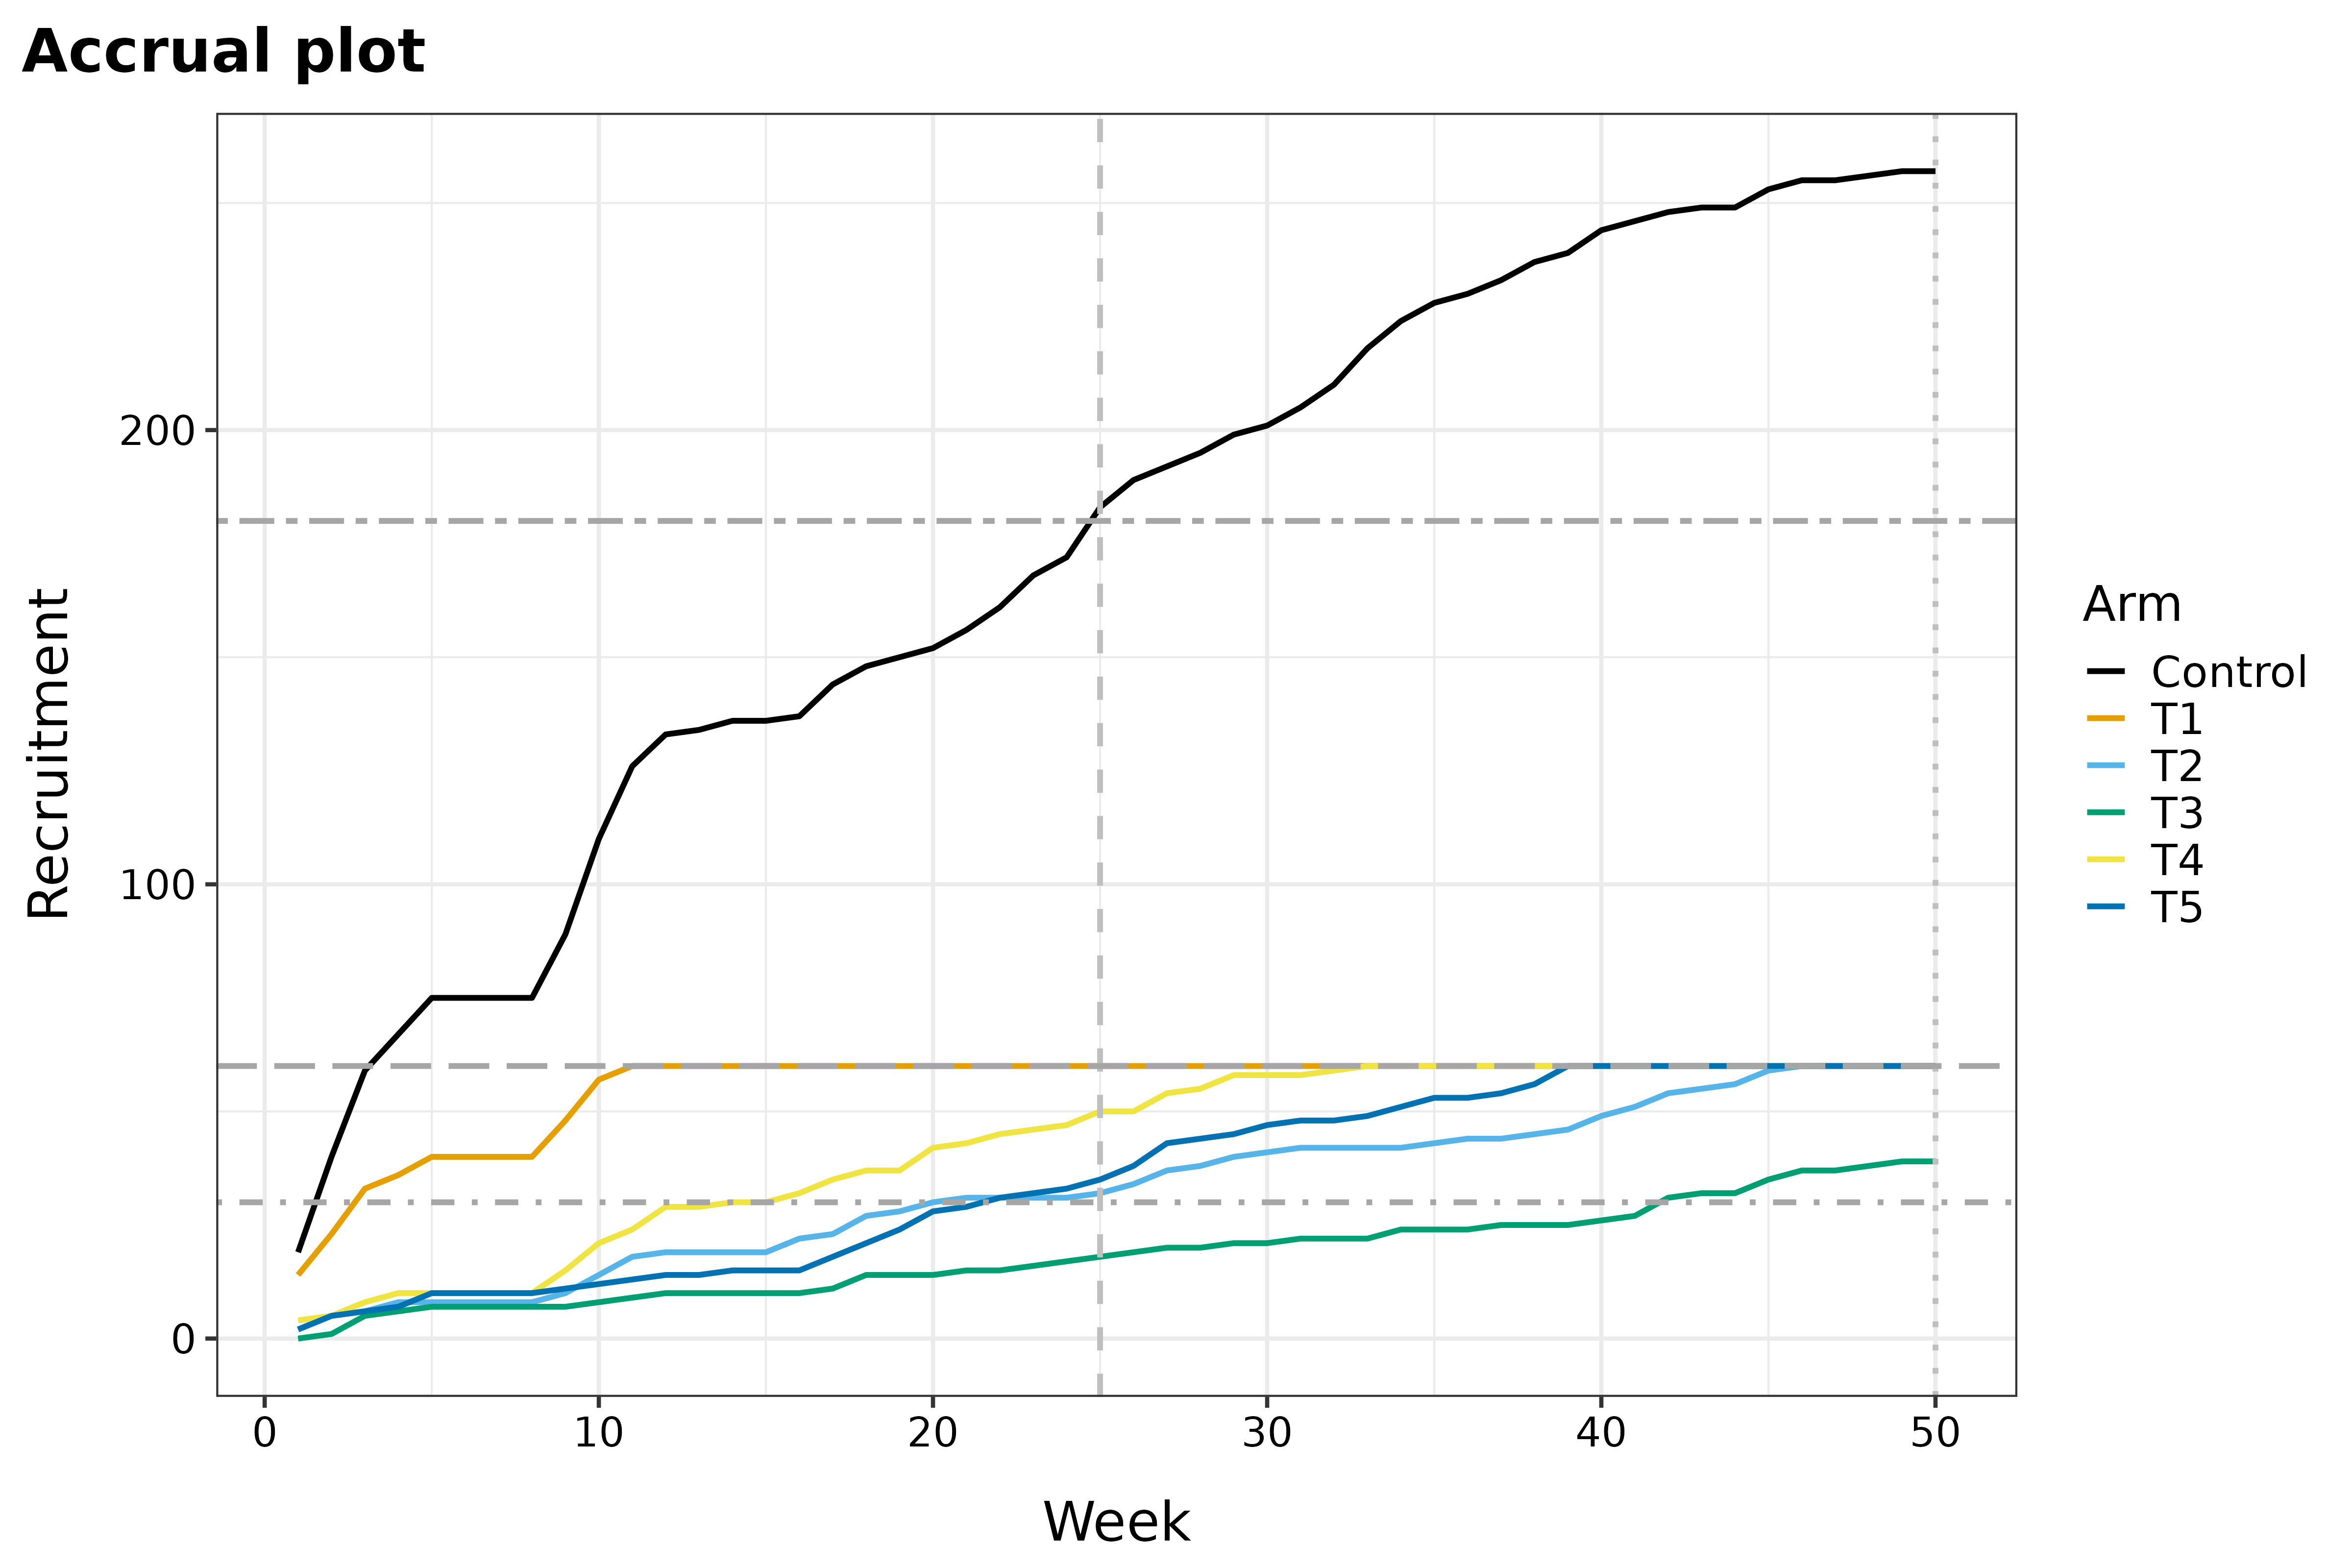 Accrual plot
Recruitment
200
100
0
0 10 20 30 40 50
Week
Arm
Control
T1
T2
T3
T4
T5